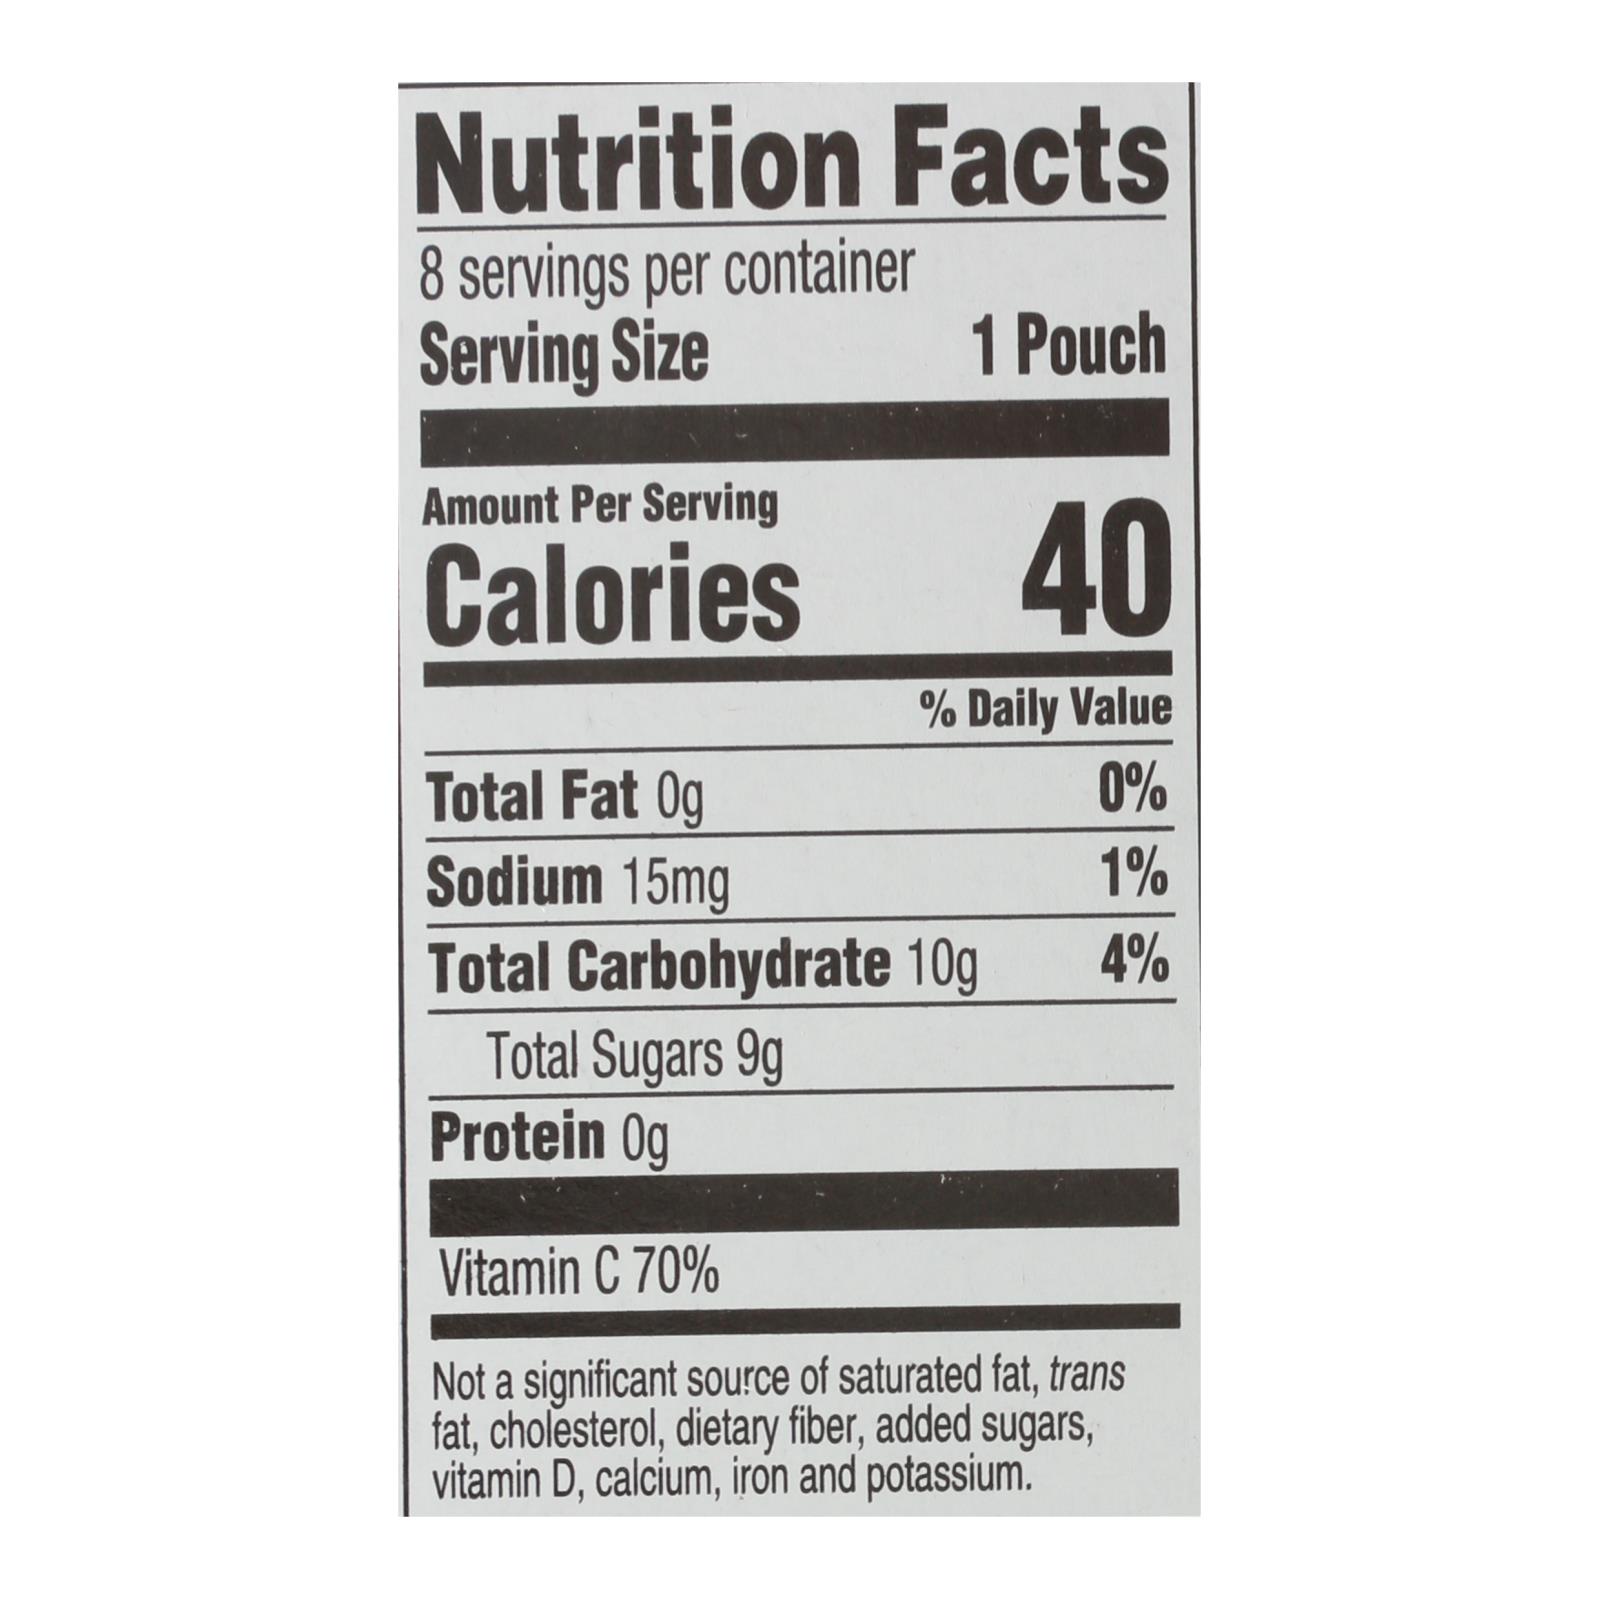 Nutrition Facts
8 servings per container
Serving Size 1 Pouch
Amount Per Serving
Calories 40
% Daily Value
Total Fat 0g 0%
Sodium 15mg 1%
Total Carbohydrate 10g 4%
Total Sugars 9g
Protein 0g
Vitamin C 70%
Not a significant source of saturated fat, trans
fat, cholesterol, dietary fiber, added sugars,
vitamin D, calcium, iron and potassium.